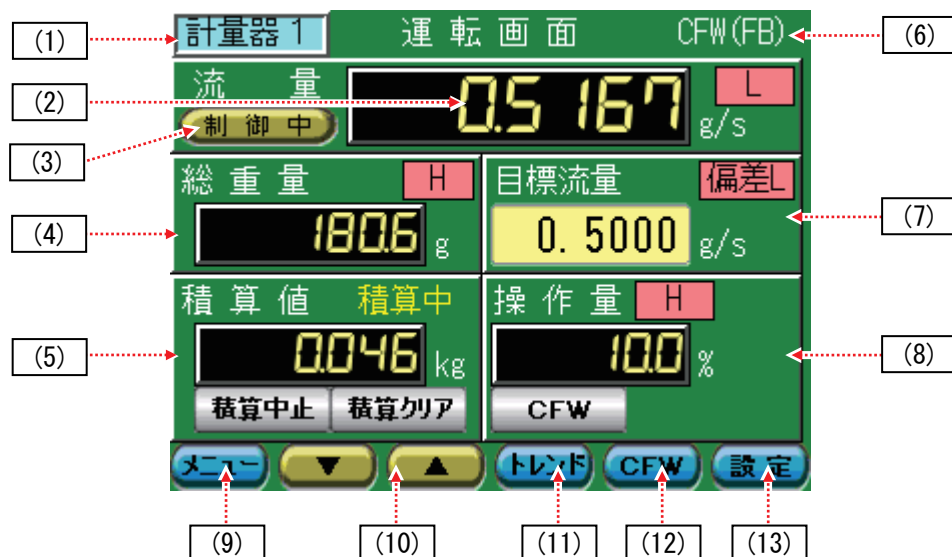 (1) 計量器1 運転画面 CFW(FB) (6)
(2) 流量 0.5167 g/s L
(3) 制御中
(4) 総重量 H 180.6 g
目標流量 偏差L (7)
0.5000 g/s
(5) 積算値 積算中 0.046 kg
積算中止 積算クリア
操作量 H (8)
10.0 %
CFW
メニュー ▼ ▲ トレンド CFW 設定
(9) (10) (11) (12) (13)